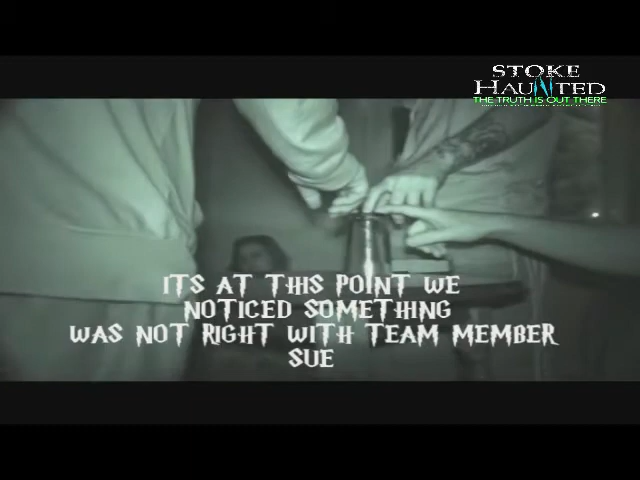 STOKE
HAUNTED
THE TRUTH IS OUT THERE
ITS AT THIS POINT WE
NOTICED SOMETHING
WAS NOT RIGHT WITH TEAM MEMBER
SUE